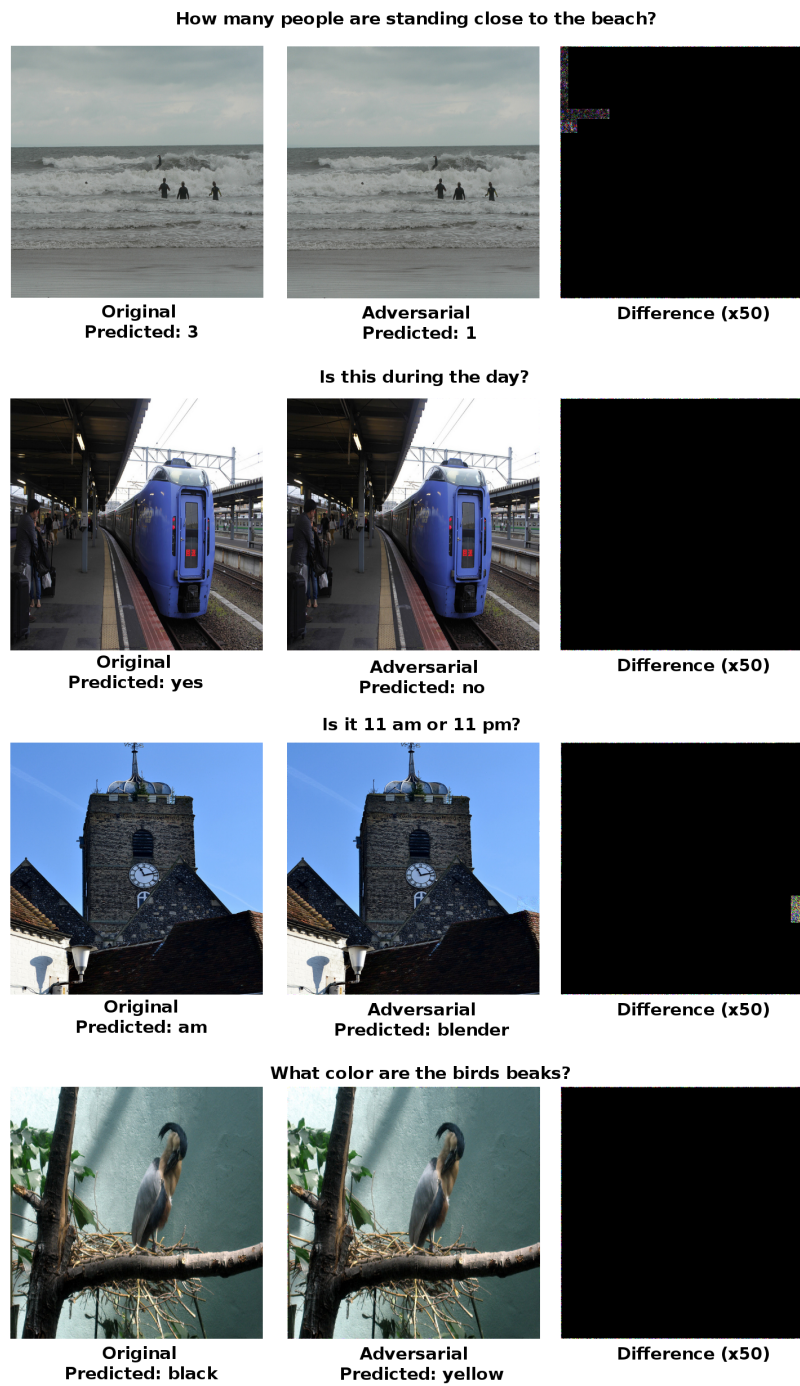 How many people are standing close to the beach?
Original
Predicted: 3
Adversarial
Predicted: 1
Difference (x50)
Is this during the day?
Original
Predicted: yes
Adversarial
Predicted: no
Difference (x50)
Is it 11 am or 11 pm?
Original
Predicted: am
Adversarial
Predicted: blender
Difference (x50)
What color are the birds beaks?
Original
Predicted: black
Adversarial
Predicted: yellow
Difference (x50)